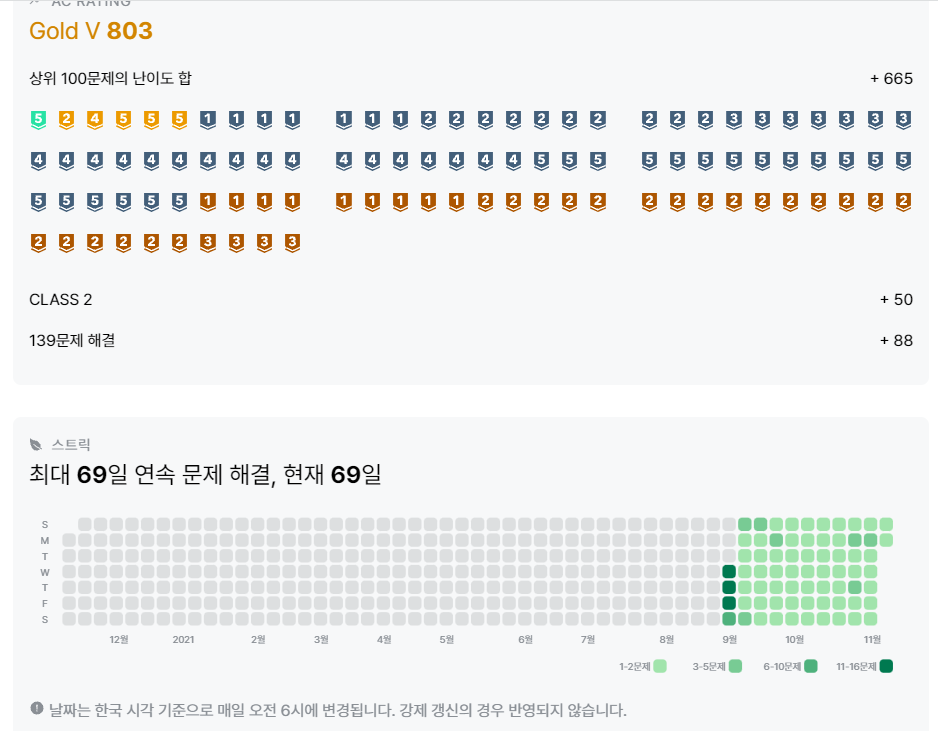 AC RATING
Gold V 803
상위 100문제의 난이도 합 + 665
5 2 4 5 5 5 1 1 1 1 1 1 1 2 2 2 2 2 2 2 2 2 2 3 3 3 3 3 3 3
4 4 4 4 4 4 4 4 4 4 4 4 4 4 4 4 4 5 5 5 5 5 5 5 5 5 5 5 5 5
5 5 5 5 5 5 1 1 1 1 1 1 1 1 1 2 2 2 2 2 2 2 2 2 2 2 2 2 2 2
2 2 2 2 2 2 3 3 3 3
CLASS 2 + 50
139문제 해결 + 88
스트릭
최대 69일 연속 문제 해결, 현재 69일
S
M
T
W
T
F
S
12월 2021 2월 3월 4월 5월 6월 7월 8월 9월 10월 11월
1-2문제 3-5문제 6-10문제 11-16문제
날짜는 한국 시각 기준으로 매일 오전 6시에 변경됩니다. 강제 갱신의 경우 반영되지 않습니다.